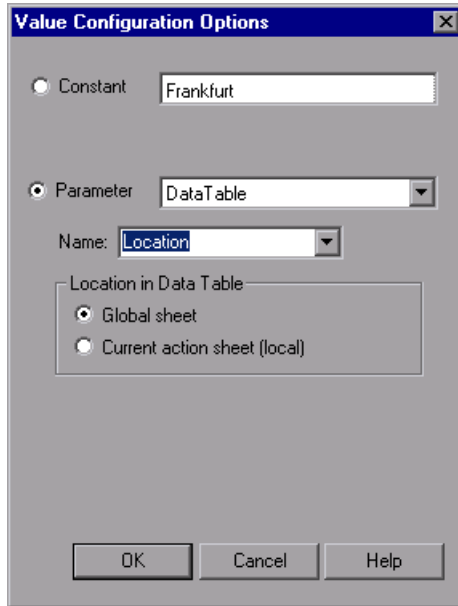 Value Configuration Options
Constant Frankfurt
Parameter DataTable
Name: Location
Location in Data Table
Global sheet
Current action sheet (local)
OK Cancel Help